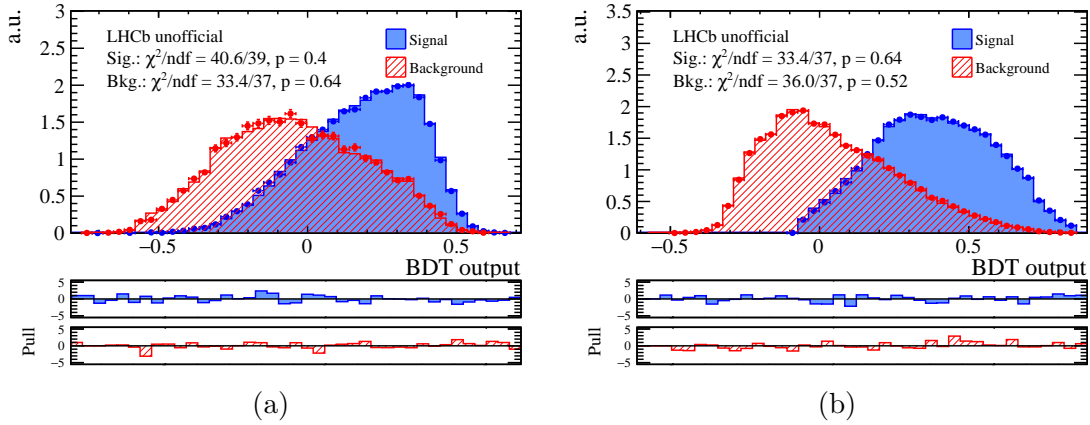 a.u.
3
2.5
2
1.5
1
0.5
0
LHCb unofficial
Sig.: χ²/ndf = 40.6/39, p = 0.4
Bkg.: χ²/ndf = 33.4/37, p = 0.64
Signal
Background
−0.5 0 0.5
BDT output
5
0
−5
Pull
5
0
−5
(a)
a.u.
3.5
3
2.5
2
1.5
1
0.5
0
LHCb unofficial
Sig.: χ²/ndf = 33.4/37, p = 0.64
Bkg.: χ²/ndf = 36.0/37, p = 0.52
Signal
Background
−0.5 0 0.5
BDT output
5
0
−5
Pull
5
0
−5
(b)